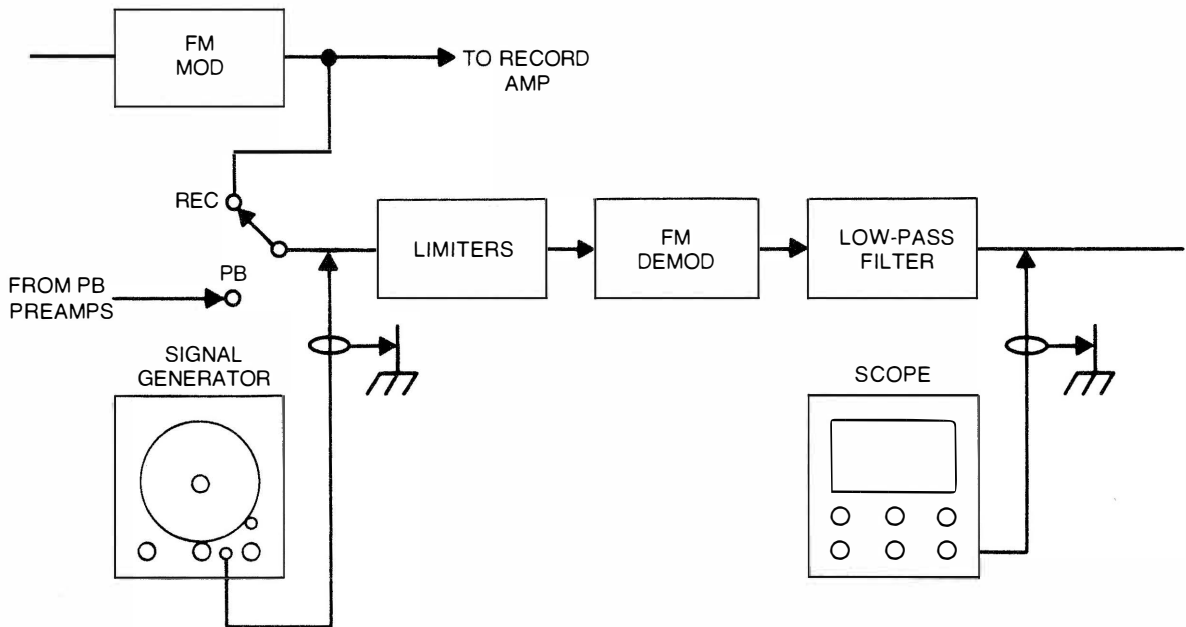 FM
MOD
TO RECORD
AMP
REC
LIMITERS
FM
DEMOD
LOW-PASS
FILTER
PB
FROM PB
PREAMPS
SIGNAL
GENERATOR
SCOPE